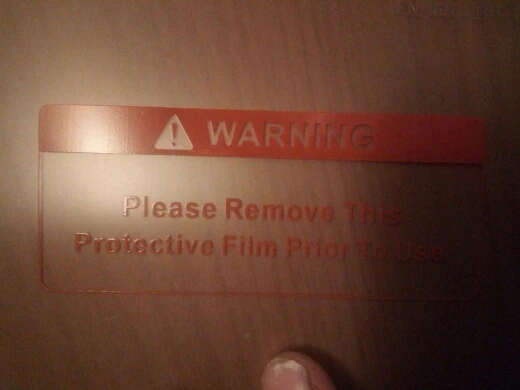 WARNING
Please Remove This
Protective Film Prior To Use